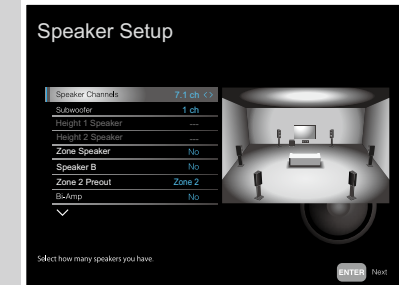 Speaker Setup
Speaker Channels 7.1 ch <>
Subwoofer 1 ch
Height 1 Speaker ---
Height 2 Speaker ---
Zone Speaker No
Speaker B No
Zone 2 Preout Zone 2
Bi-Amp No
Select how many speakers you have.
ENTER Next